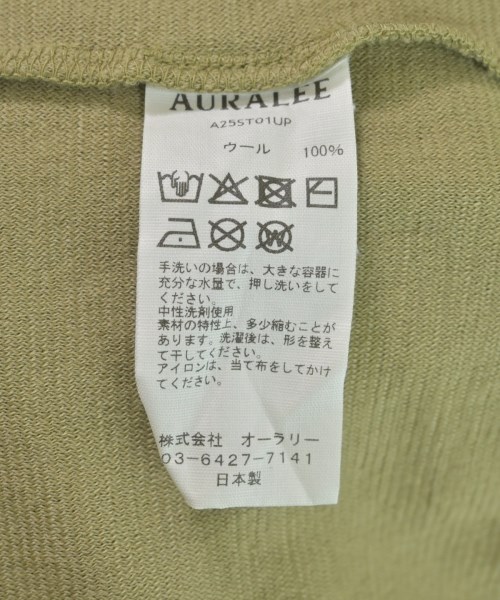 AURALEE
A25ST01UP
ウール 100%
手洗いの場合は、大きな容器に
充分な水量で、押し洗いをして
ください。
中性洗剤使用
素材の特性上、多少縮むことが
あります。洗濯後は、形を整え
て干してください。
アイロンは、当て布をしてかけ
てください。
株式会社 オーラリー
03-6427-7141
日本製